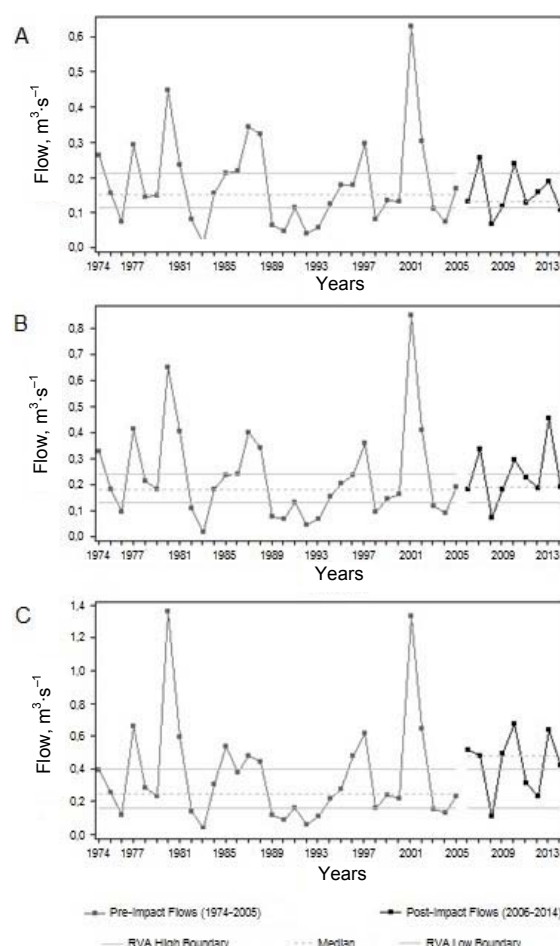 A
0,6
0,5
0,4
0,3
0,2
0,1
0,0
Flow, m³·s⁻¹
1974 1977 1981 1985 1989 1993 1997 2001 2005 2009 2013
Years
B
0,8
0,7
0,6
0,5
0,4
0,3
0,2
0,1
0,0
Flow, m³·s⁻¹
1974 1977 1981 1985 1989 1993 1997 2001 2005 2009 2013
Years
C
1,4
1,2
1,0
0,8
0,6
0,4
0,2
0,0
Flow, m³·s⁻¹
1974 1977 1981 1985 1989 1993 1997 2001 2005 2009 2013
Years
Pre-Impact Flows (1974-2005) Post-Impact Flows (2006-2014)
RVA High Boundary Median RVA Low Boundary